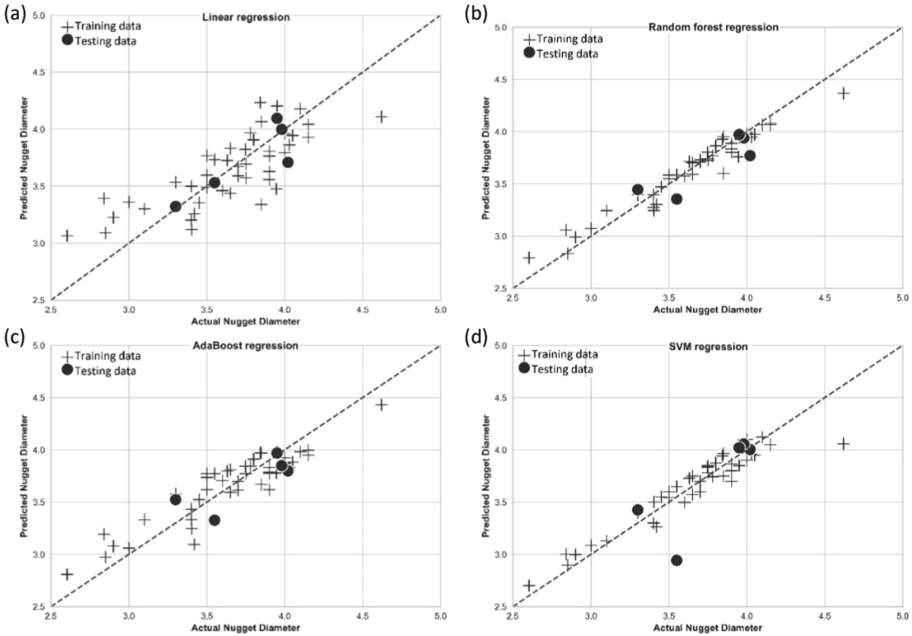 (a)
Linear regression
Training data
Testing data
5.0
4.5
4.0
3.5
3.0
2.5
Predicted Nugget Diameter
2.5 3.0 3.5 4.0 4.5 5.0
Actual Nugget Diameter
(b)
Random forest regression
Training data
Testing data
5.0
4.5
4.0
3.5
3.0
2.5
Predicted Nugget Diameter
2.5 3.0 3.5 4.0 4.5 5.0
Actual Nugget Diameter
(c)
AdaBoost regression
Training data
Testing data
5.0
4.5
4.0
3.5
3.0
2.5
Predicted Nugget Diameter
2.5 3.0 3.5 4.0 4.5 5.0
Actual Nugget Diameter
(d)
SVM regression
Training data
Testing data
5.0
4.5
4.0
3.5
3.0
2.5
Predicted Nugget Diameter
2.5 3.0 3.5 4.0 4.5 5.0
Actual Nugget Diameter